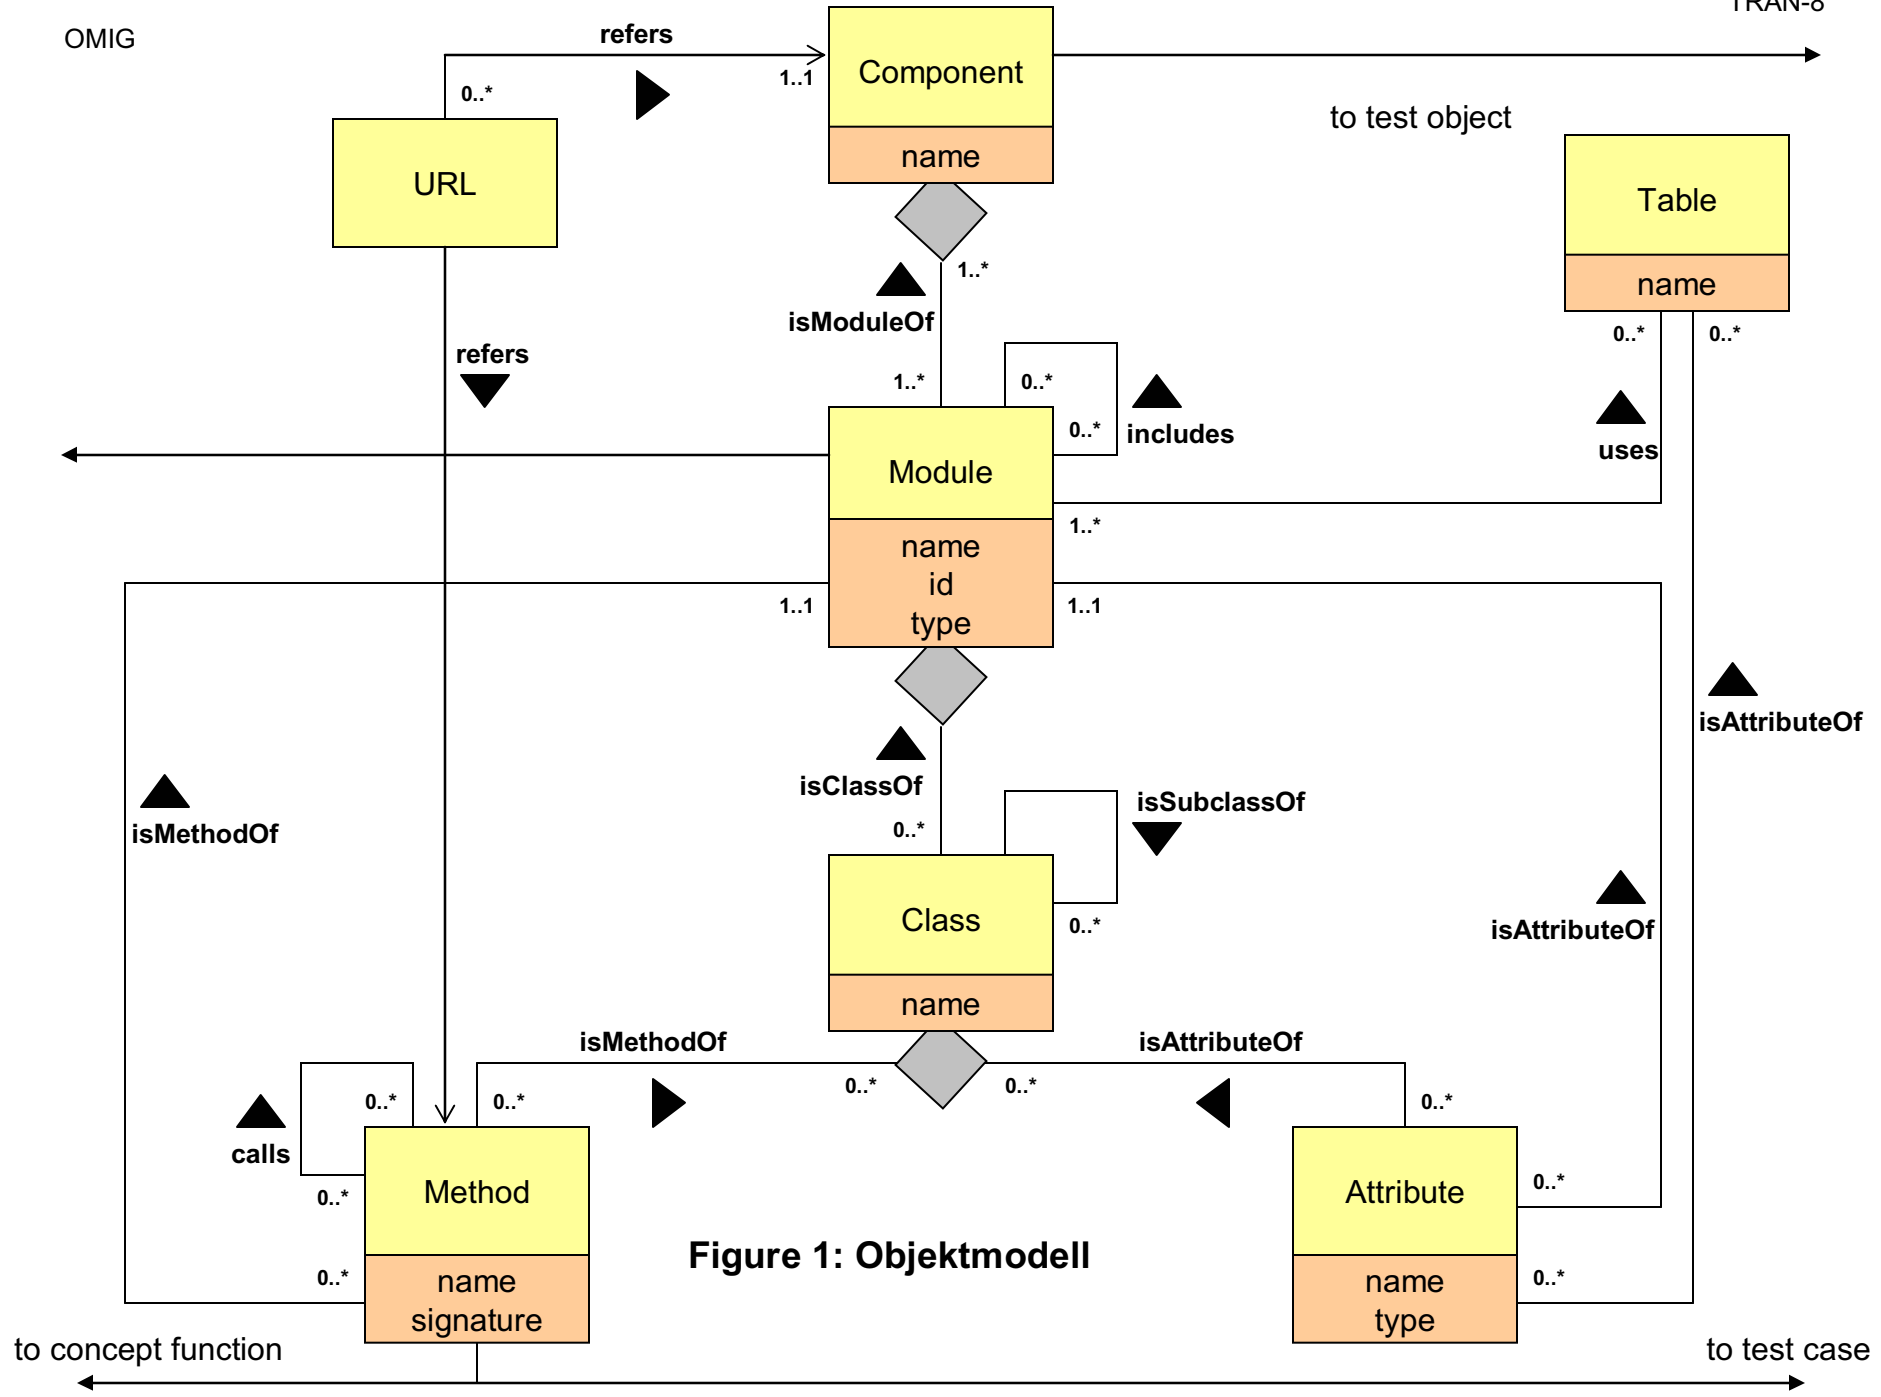 TRAN-8
OMIG
refers
Component
1..1
0..*
to test object
name
URL
Table
1..*
name
isModuleOf
0..*
0..*
refers
1..*
0..*
0..*
includes
uses
Module
1..*
name
id
type
1..1
1..1
isAttributeOf
isClassOf
isSubclassOf
0..*
isMethodOf
Class
0..*
isAttributeOf
name
isMethodOf
isAttributeOf
0..*
0..*
0..*
0..*
0..*
calls
Method
Attribute
0..*
0..*
Figure 1: Objektmodell
0..*
0..*
name
signature
name
type
to concept function
to test case